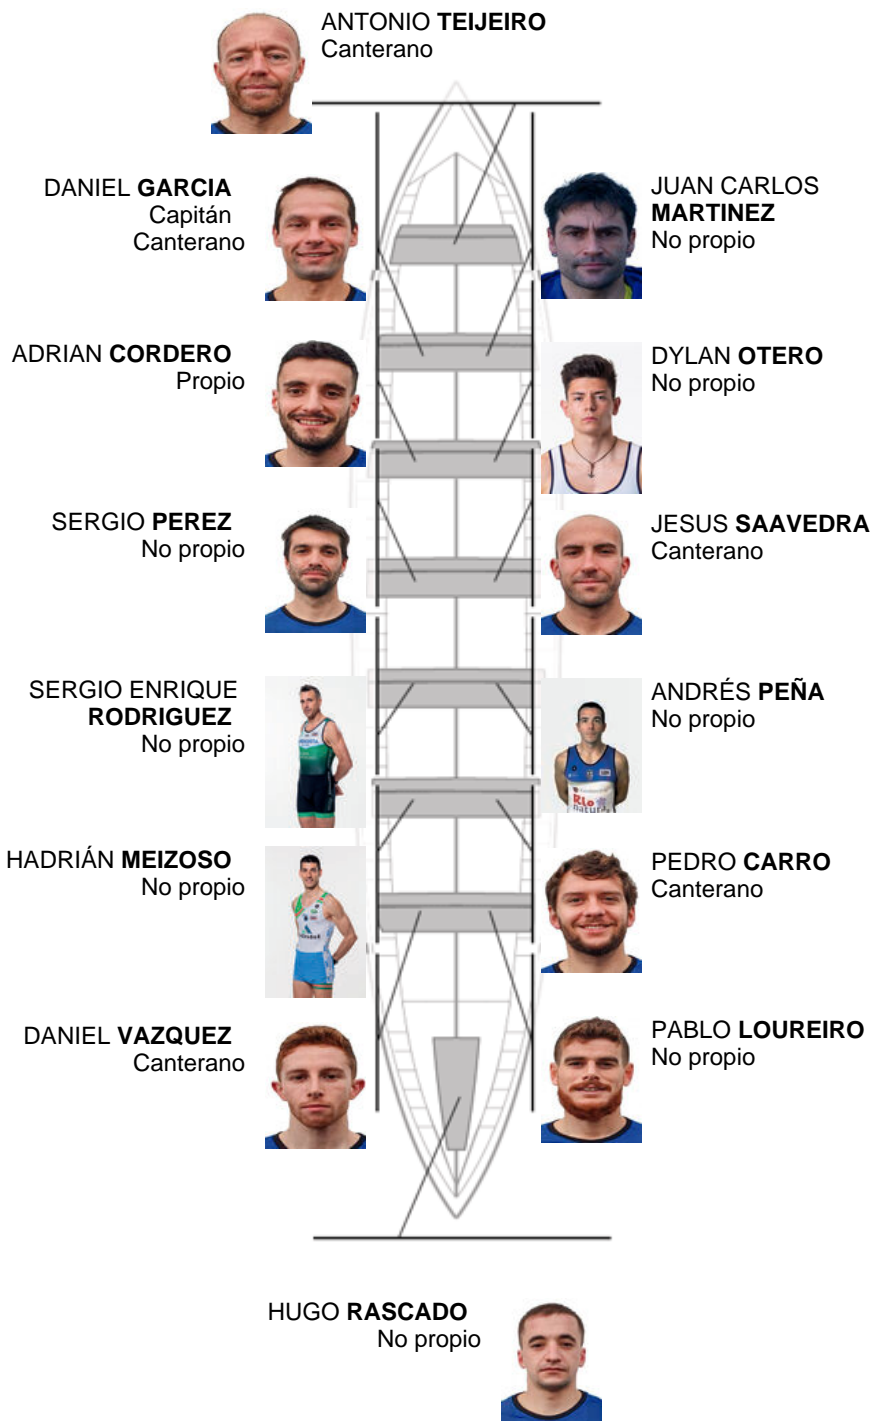 ANTONIO TEIJEIRO
Canterano
DANIEL GARCIA
Capitán
Canterano
JUAN CARLOS
MARTINEZ
No propio
ADRIAN CORDERO
Propio
DYLAN OTERO
No propio
SERGIO PEREZ
No propio
JESUS SAAVEDRA
Canterano
SERGIO ENRIQUE
RODRIGUEZ
No propio
ANDRÉS PEÑA
No propio
Rio
natura
HADRIÁN MEIZOSO
No propio
PEDRO CARRO
Canterano
DANIEL VAZQUEZ
Canterano
PABLO LOUREIRO
No propio
HUGO RASCADO
No propio